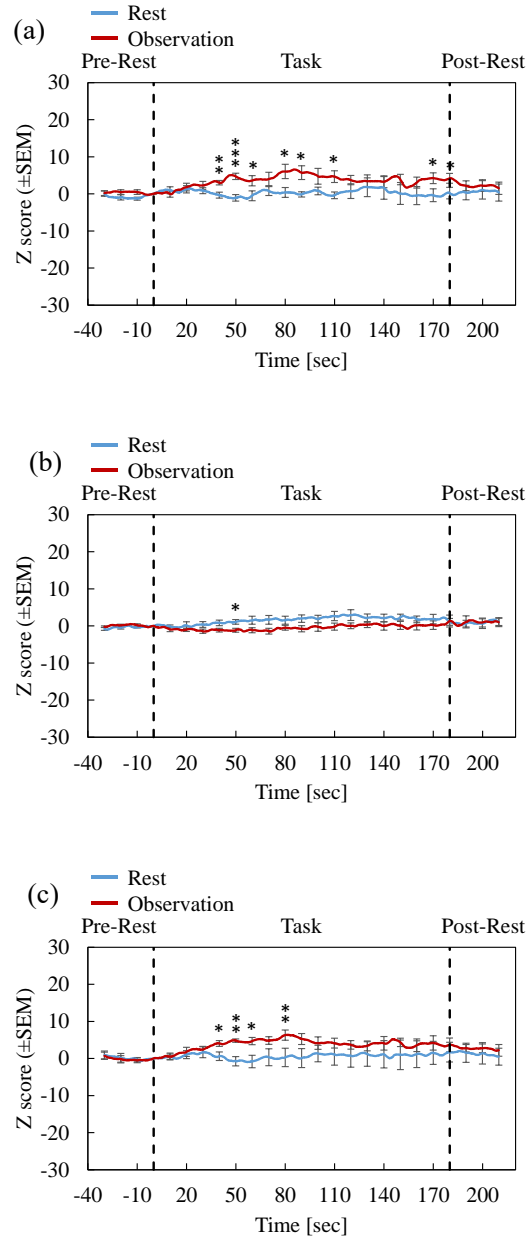 (a)
Rest
Observation
Pre-Rest Task Post-Rest
Z score (±SEM)
30
20
10
0
-10
-20
-30
** *** * * * * * *
-40 -10 20 50 80 110 140 170 200
Time [sec]
(b)
Rest
Observation
Pre-Rest Task Post-Rest
Z score (±SEM)
30
20
10
0
-10
-20
-30
*
-40 -10 20 50 80 110 140 170 200
Time [sec]
(c)
Rest
Observation
Pre-Rest Task Post-Rest
Z score (±SEM)
30
20
10
0
-10
-20
-30
* ** * **
-40 -10 20 50 80 110 140 170 200
Time [sec]